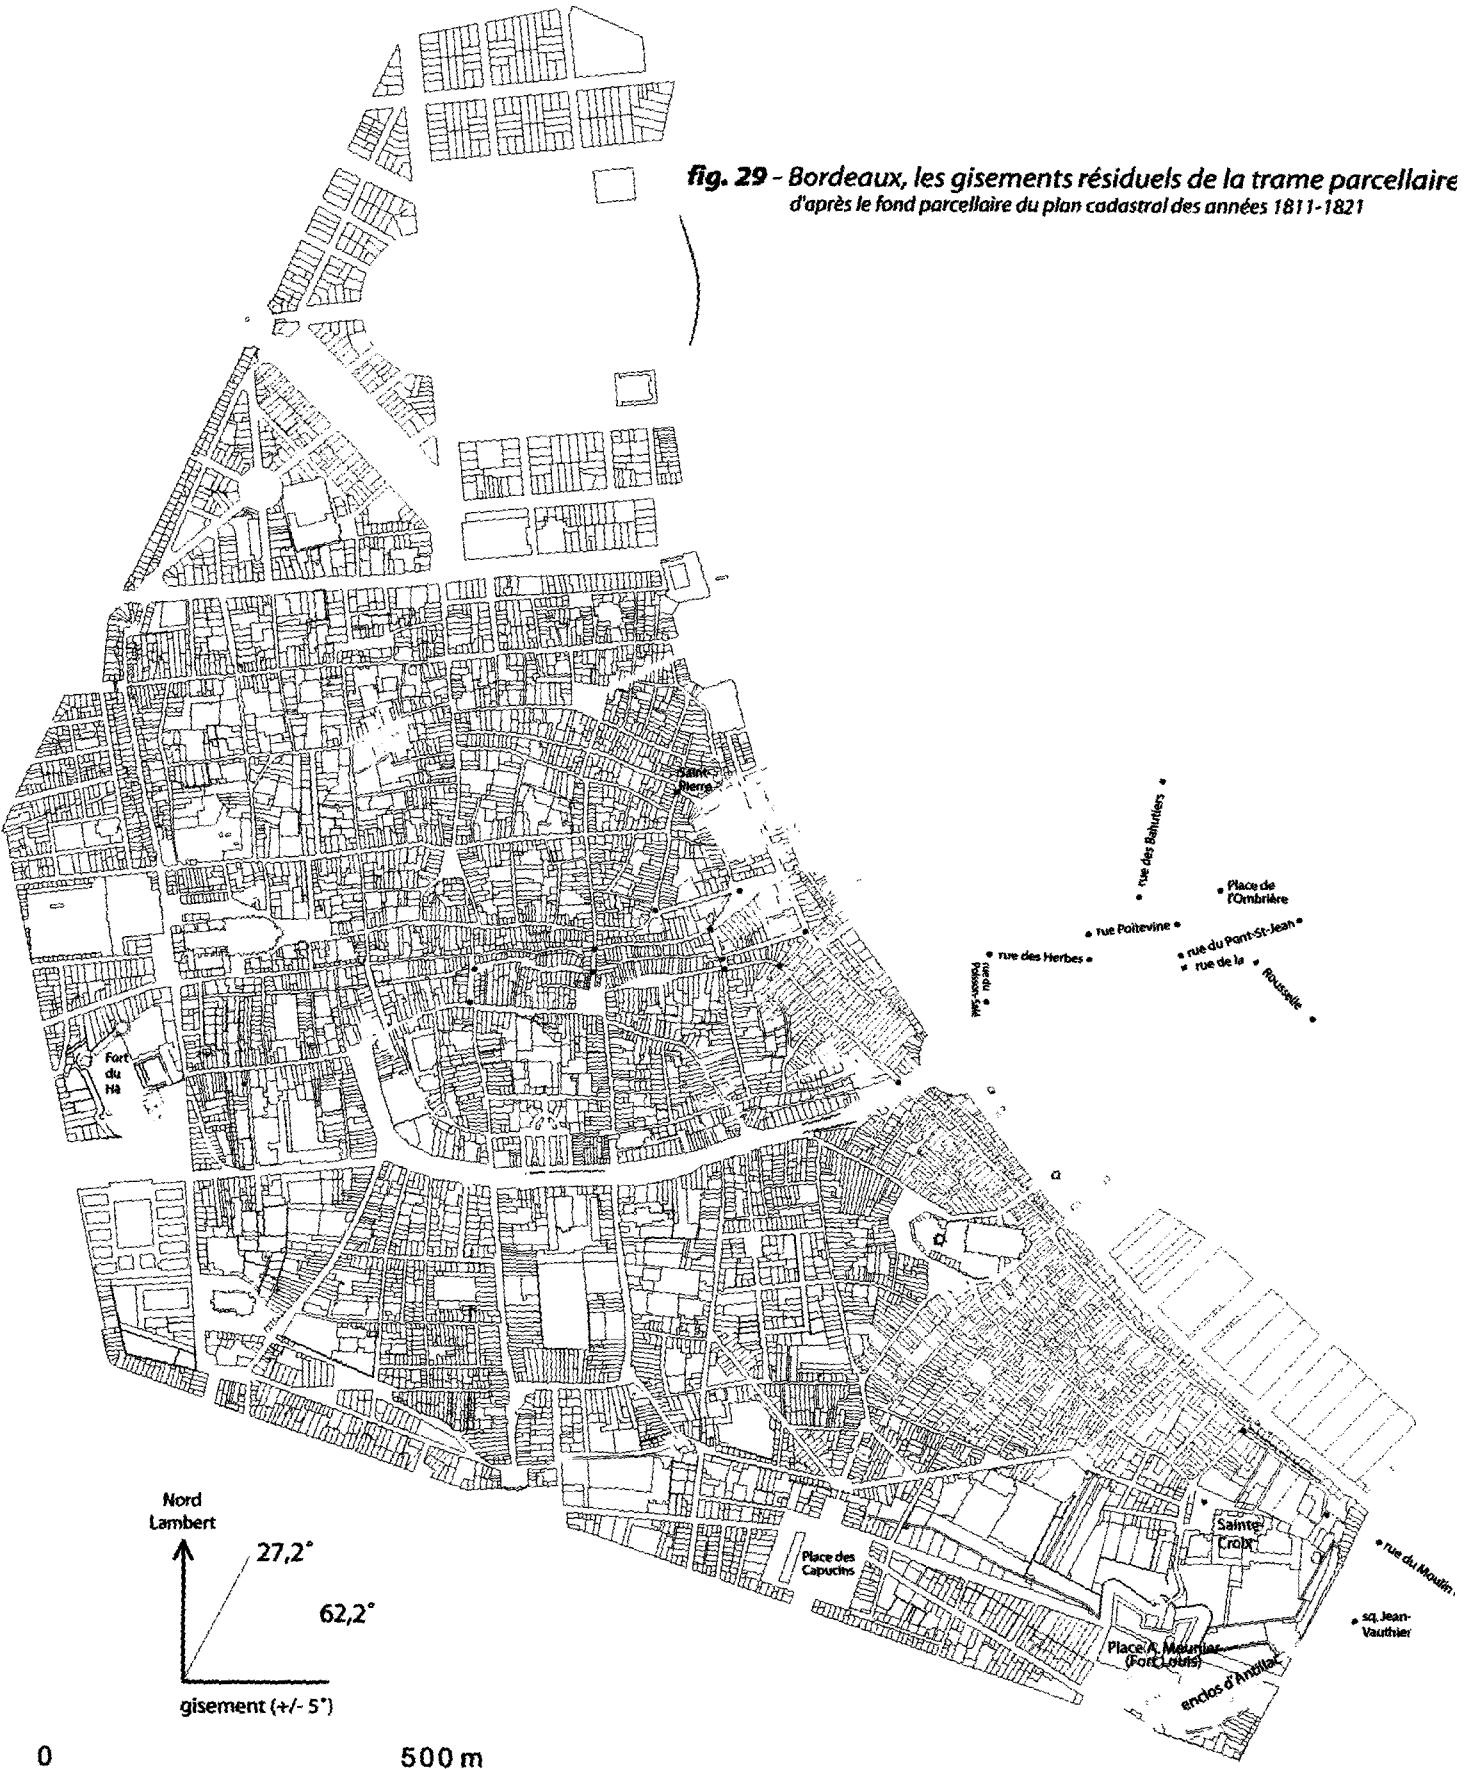 fig. 29 - Bordeaux, les gisements résiduels de la trame parcellaire
d'après le fond parcellaire du plan cadastral des années 1811-1821
Saint-
Pierre
rue des Bahutiers
Place de
l'Ombrière
rue Poitevine
rue du Pont-St-Jean
rue des Herbes
rue de la
Rousselle
rue du
Poisson-Salé
Fort
du
Hâ
Nord
Lambert
27,2°
62,2°
gisement (+/- 5°)
Place des
Capucins
Sainte-
Croix
rue du Moulin
sq. Jean-
Vauthier
Place A. Meunier
(Fort Louis)
enclos d'Antillac
0
500 m